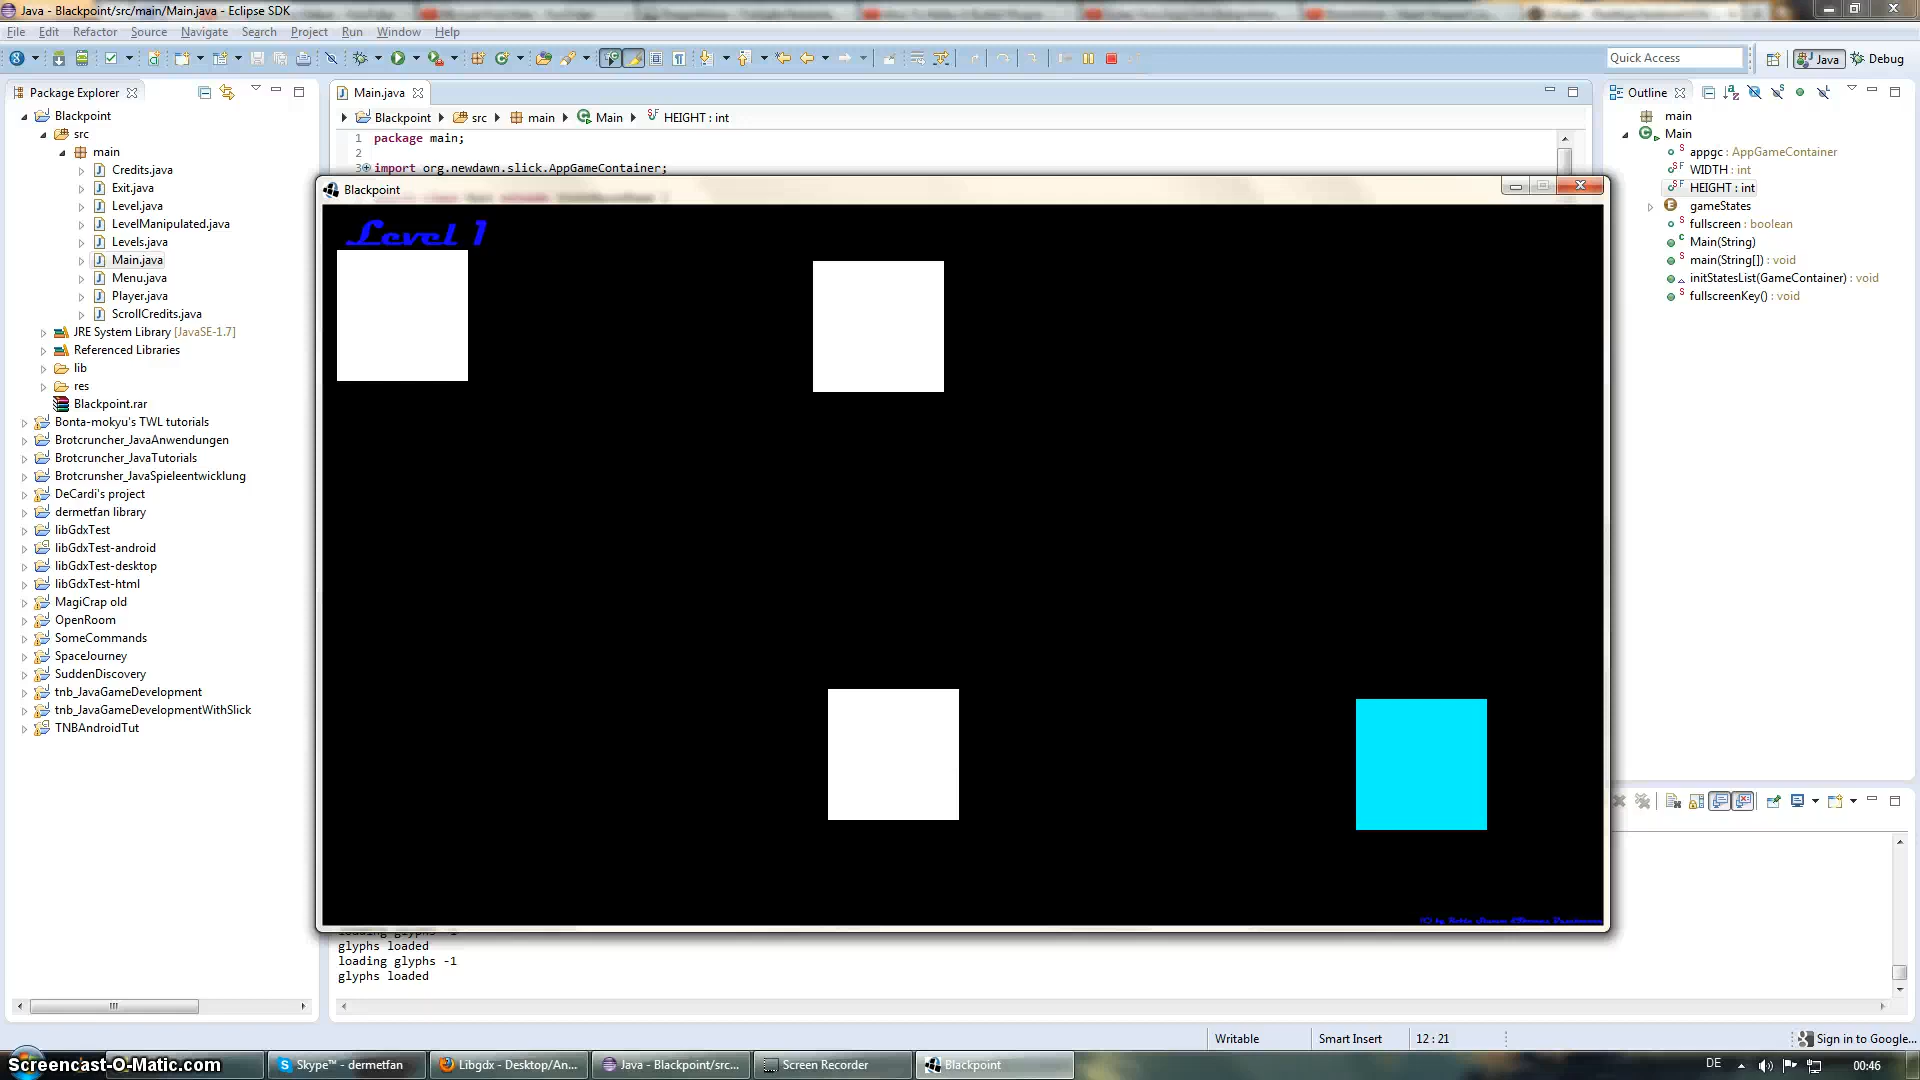 Java - Blackpoint/src/main/Main.java - Eclipse SDK
File Edit Refactor Source Navigate Search Project Run Window Help
Quick Access
Java
Debug
Package Explorer
Blackpoint
src
main
Credits.java
Exit.java
Level.java
LevelManipulated.java
Levels.java
Main.java
Menu.java
Player.java
ScrollCredits.java
JRE System Library [JavaSE-1.7]
Referenced Libraries
lib
res
Blackpoint.rar
Bonta-mokyu's TWL tutorials
Brotcruncher_JavaAnwendungen
Brotcruncher_JavaTutorials
Brotcrunsher_JavaSpieleentwicklung
DeCardi's project
dermetfan library
libGdxTest
libGdxTest-android
libGdxTest-desktop
libGdxTest-html
MagiCrap old
OpenRoom
SomeCommands
SpaceJourney
SuddenDiscovery
tnb_JavaGameDevelopment
tnb_JavaGameDevelopmentWithSlick
TNBAndroidTut
Main.java
Blackpoint src main Main HEIGHT : int
1 package main;
2
3 import org.newdawn.slick.AppGameContainer;
Blackpoint
Level 1
loading glyphs -1
glyphs loaded
loading glyphs -1
glyphs loaded
Outline
main
Main
appgc : AppGameContainer
WIDTH : int
HEIGHT : int
gameStates
fullscreen : boolean
Main(String)
main(String[]) : void
initStatesList(GameContainer) : void
fullscreenKey() : void
Writable
Smart Insert
12 : 21
Sign in to Google...
Screencast-O-Matic.com
Skype™ - dermetfan
Libgdx - Desktop/An...
Java - Blackpoint/src...
Screen Recorder
Blackpoint
DE
00:46